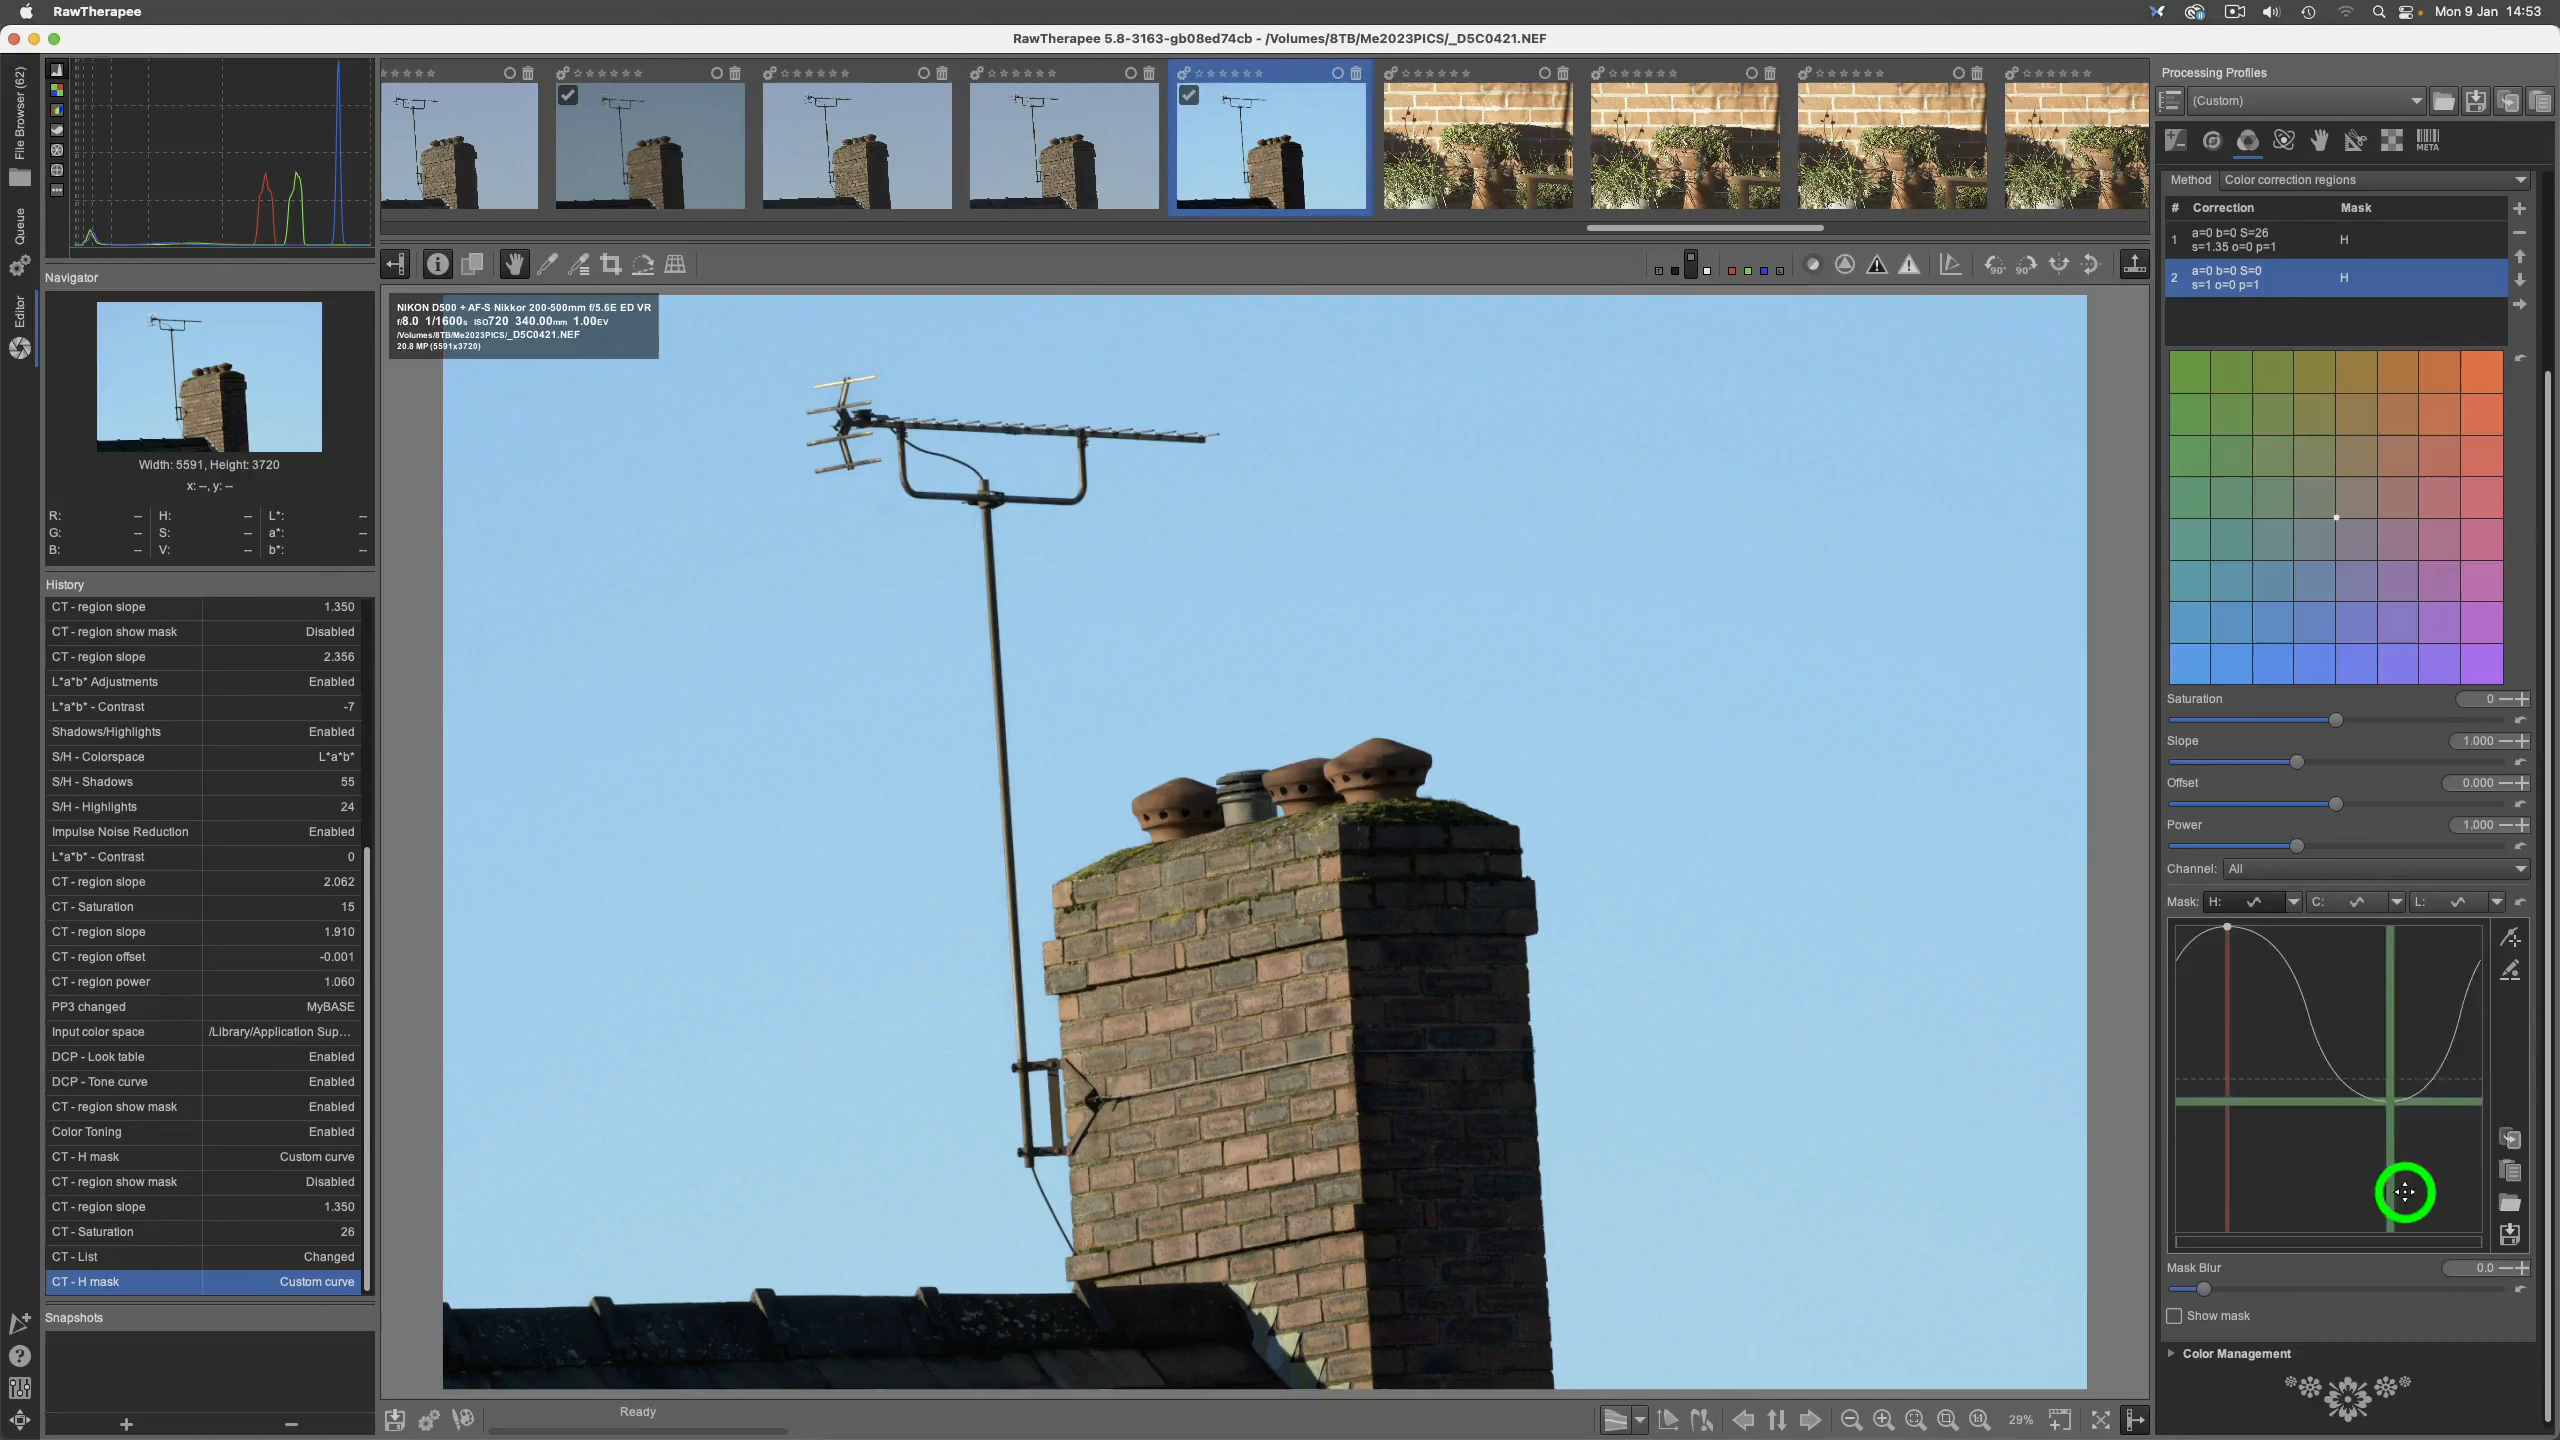 RawTherapee
Mon 9 Jan 14:53
RawTherapee 5.8-3163-gb08ed74cb - /Volumes/8TB/Me2023PICS/_D5C0421.NEF
File Browser (62)
Queue
Editor
Navigator
Width: 5591, Height: 3720
x: --, y: --
R: -- H: -- L*: --
G: -- S: -- a*: --
B: -- V: -- b*: --
History
CT - region slope 1.350
CT - region show mask Disabled
CT - region slope 2.356
L*a*b* Adjustments Enabled
L*a*b* - Contrast -7
Shadows/Highlights Enabled
S/H - Colorspace L*a*b*
S/H - Shadows 55
S/H - Highlights 24
Impulse Noise Reduction Enabled
L*a*b* - Contrast 0
CT - region slope 2.062
CT - Saturation 15
CT - region slope 1.910
CT - region offset -0.001
CT - region power 1.060
PP3 changed MyBASE
Input color space /Library/Application Sup...
DCP - Look table Enabled
DCP - Tone curve Enabled
CT - region show mask Enabled
Color Toning Enabled
CT - H mask Custom curve
CT - region show mask Disabled
CT - region slope 1.350
CT - Saturation 26
CT - List Changed
CT - H mask Custom curve
Snapshots
NIKON D500 + AF-S Nikkor 200-500mm f/5.6E ED VR
f/8.0 1/1600s ISO720 340.00mm 1.00EV
/Volumes/8TB/Me2023PICS/_D5C0421.NEF
20.8 MP (5591x3720)
90° 90°
Ready
1:1
29%
Processing Profiles
(Custom)
META
Method Color correction regions
# Correction Mask
1 a=0 b=0 S=26 H
s=1.35 o=0 p=1
2 a=0 b=0 S=0 H
s=1 o=0 p=1
Saturation 0
Slope 1.000
Offset 0.000
Power 1.000
Channel: All
Mask: H: C: L:
Mask Blur 0.0
Show mask
Color Management